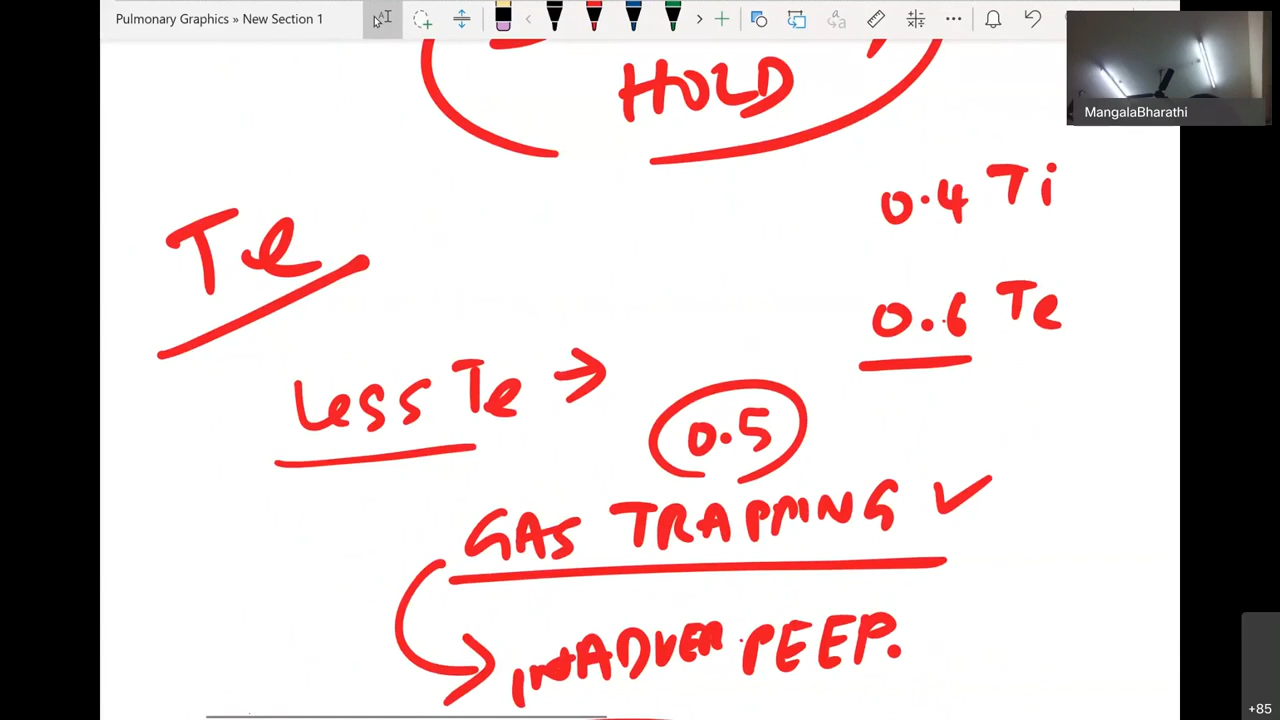 Pulmonary Graphics » New Section 1
MangalaBharathi
HOLD
0.4 Ti
Te
0.6 Te
Less Te →
0.5
GAS TRAPPING ✓
INADVER. PEEP.
+85